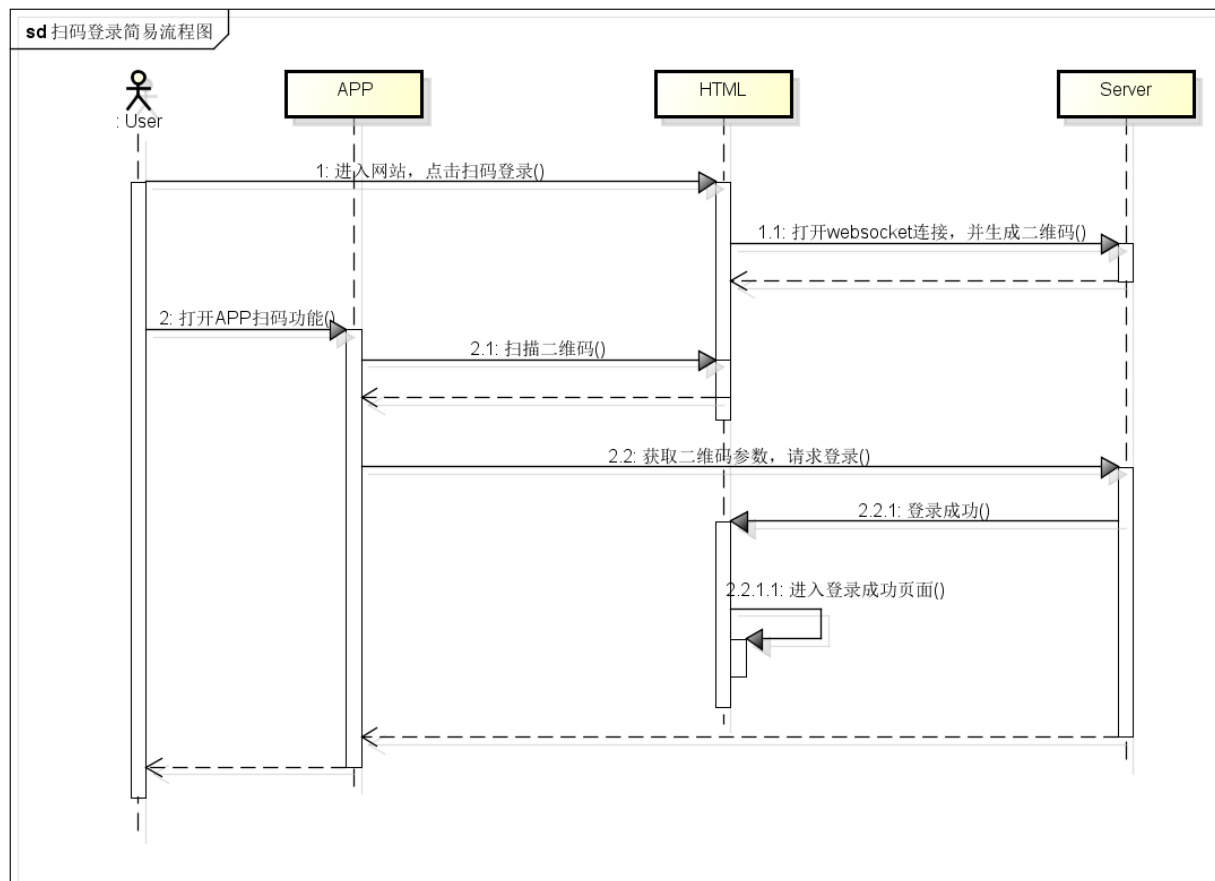 sd 扫码登录简易流程图
: User
APP
HTML
Server
1: 进入网站，点击扫码登录()
1.1: 打开websocket连接，并生成二维码()
2: 打开APP扫码功能()
2.1: 扫描二维码()
2.2: 获取二维码参数，请求登录()
2.2.1: 登录成功()
2.2.1.1: 进入登录成功页面()